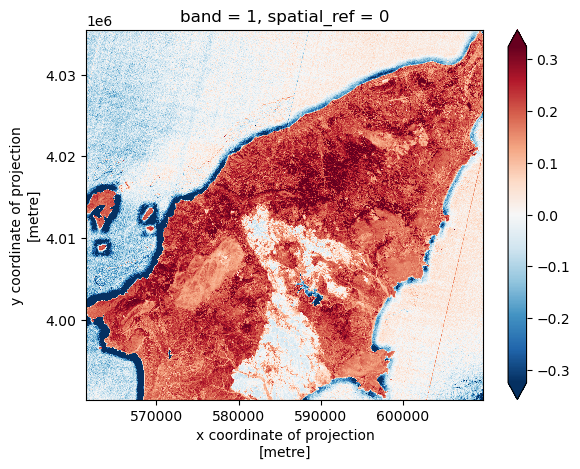 band = 1, spatial_ref = 0
1e6
4.03
4.02
4.01
4.00
y coordinate of projection
[metre]
570000 580000 590000 600000
x coordinate of projection
[metre]
0.3
0.2
0.1
0.0
−0.1
−0.2
−0.3